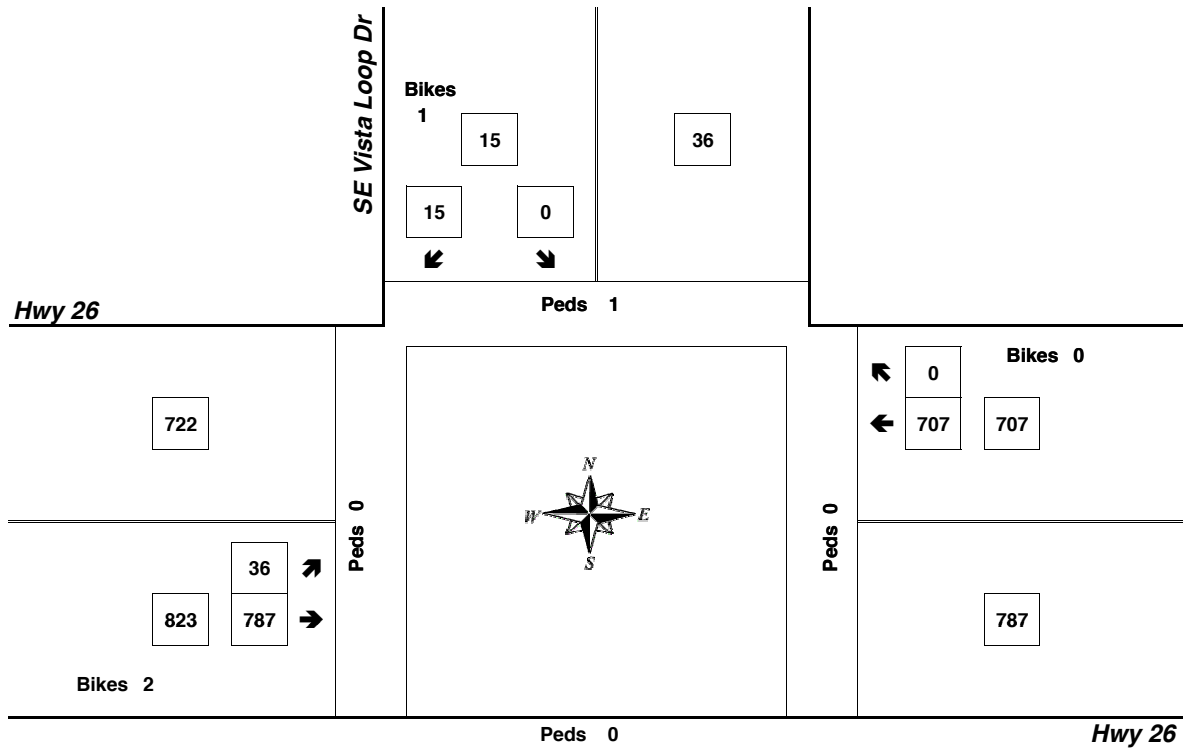 SE Vista Loop Dr
Bikes
1
15
36
15 0
Peds 1
Hwy 26
Bikes 0
0
722
707 707
N
W E
S
Peds 0
Peds 0
36
823 787
787
Bikes 2
Peds 0
Hwy 26